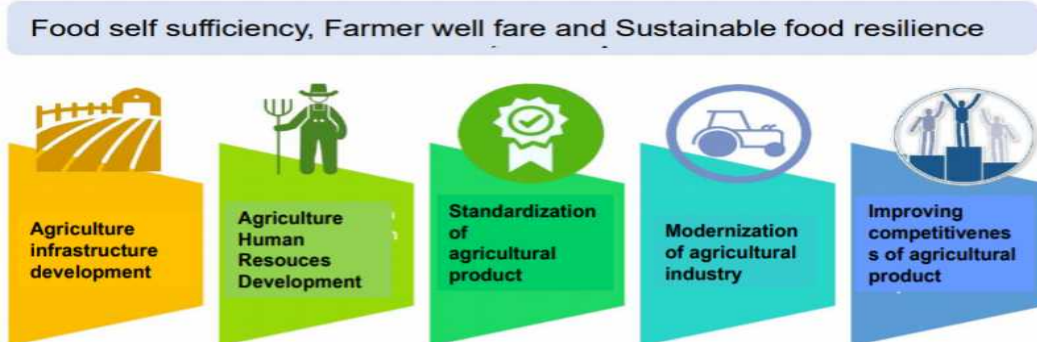 Food self sufficiency, Farmer well fare and Sustainable food resilience
Agriculture
infrastructure
development
Agriculture
Human
Resouces
Development
Standardization
of
agricultural
product
Modernization
of agricultural
industry
Improving
competitivenes
s of agricultural
product